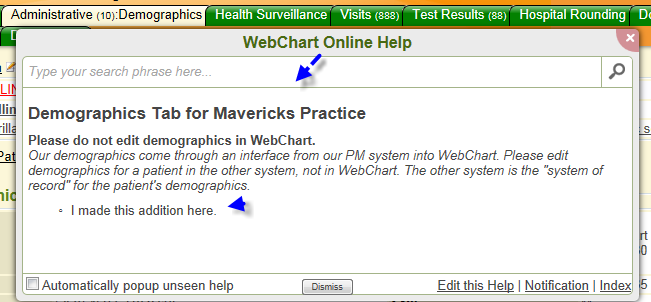 Administrative (10):Demographics Health Surveillance Visits (888) Test Results (88) Hospital Rounding
WebChart Online Help
Type your search phrase here...
Demographics Tab for Mavericks Practice
Please do not edit demographics in WebChart.
Our demographics come through an interface from our PM system into WebChart. Please edit
demographics for a patient in the other system, not in WebChart. The other system is the "system of
record" for the patient's demographics.
I made this addition here.
Automatically popup unseen help Dismiss Edit this Help | Notification | Index